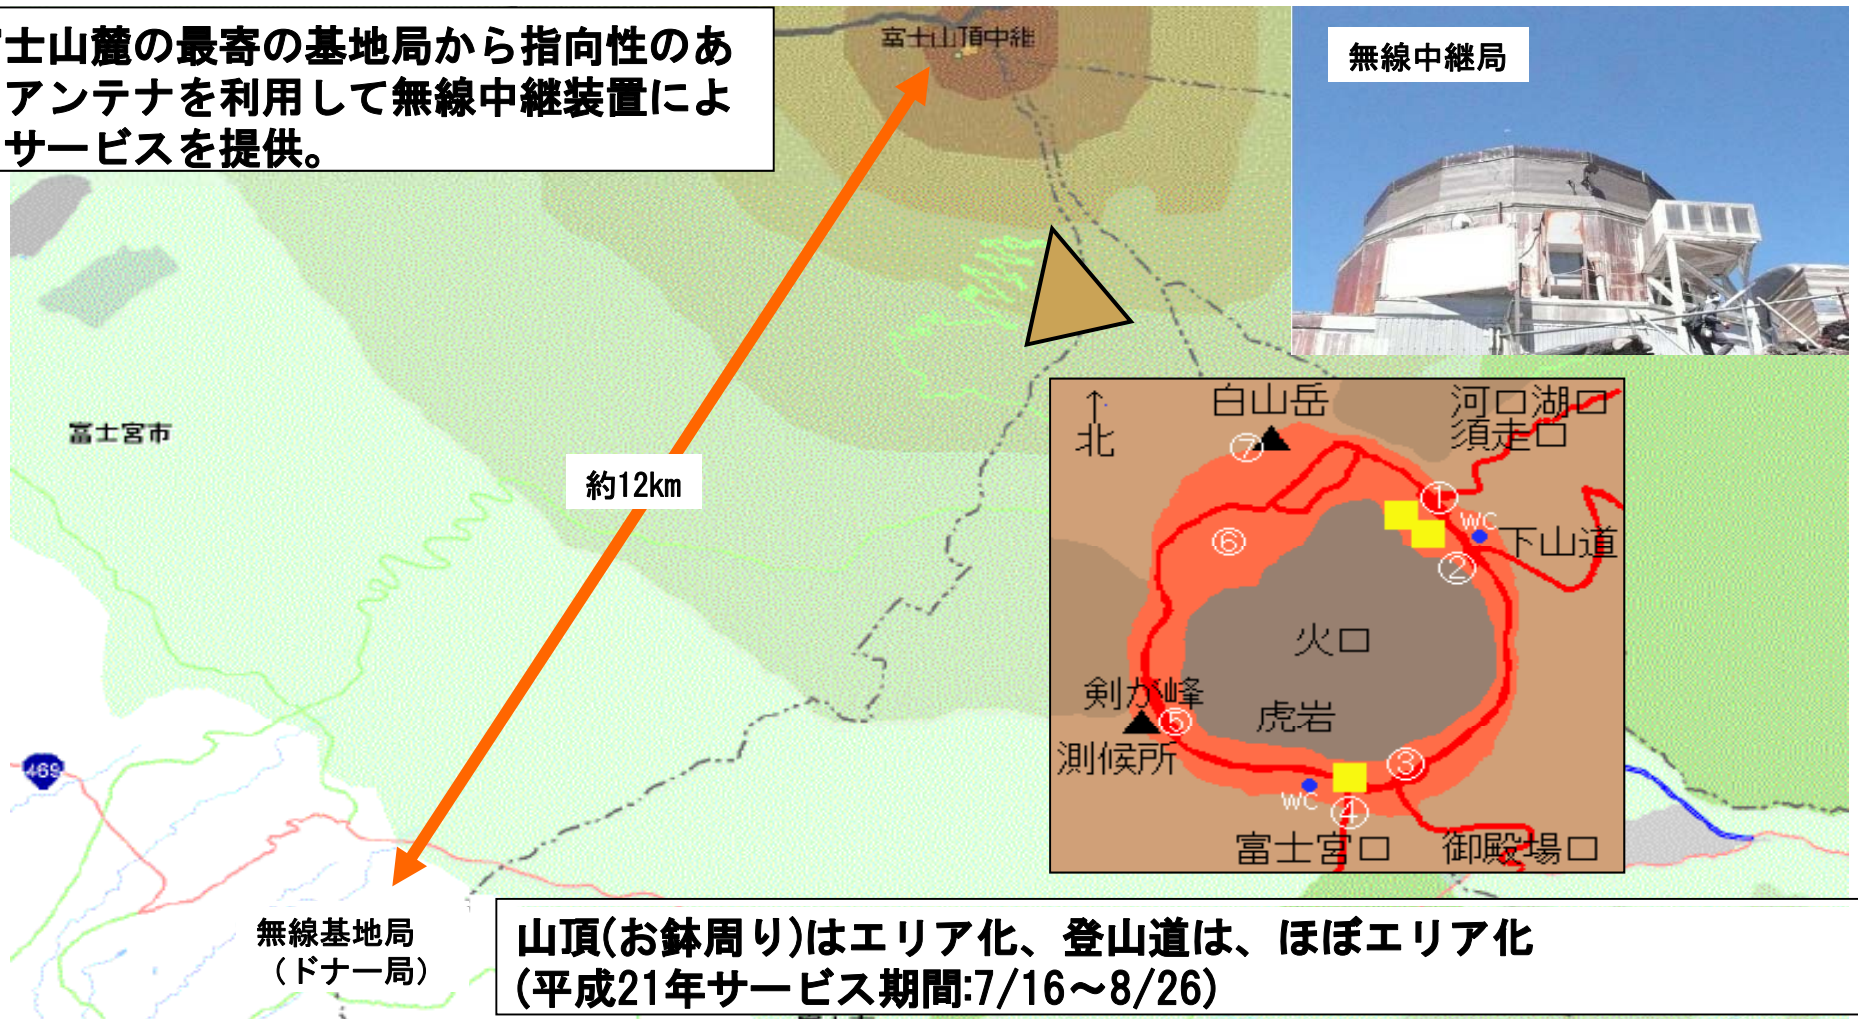 士山麓の最寄の基地局から指向性のあ
アンテナを利用して無線中継装置によ
サービスを提供。
富士山頂中継
無線中継局
富士宮市
約12km
↑
北
白山岳
河口湖口
須走口
⑦
①
WC
下山道
⑥
②
火口
剣が峰
⑤
虎岩
測候所
③
WC
④
富士宮口
御殿場口
469
無線基地局
（ドナー局）
山頂(お鉢周り)はエリア化、登山道は、ほぼエリア化
(平成21年サービス期間:7/16～8/26)